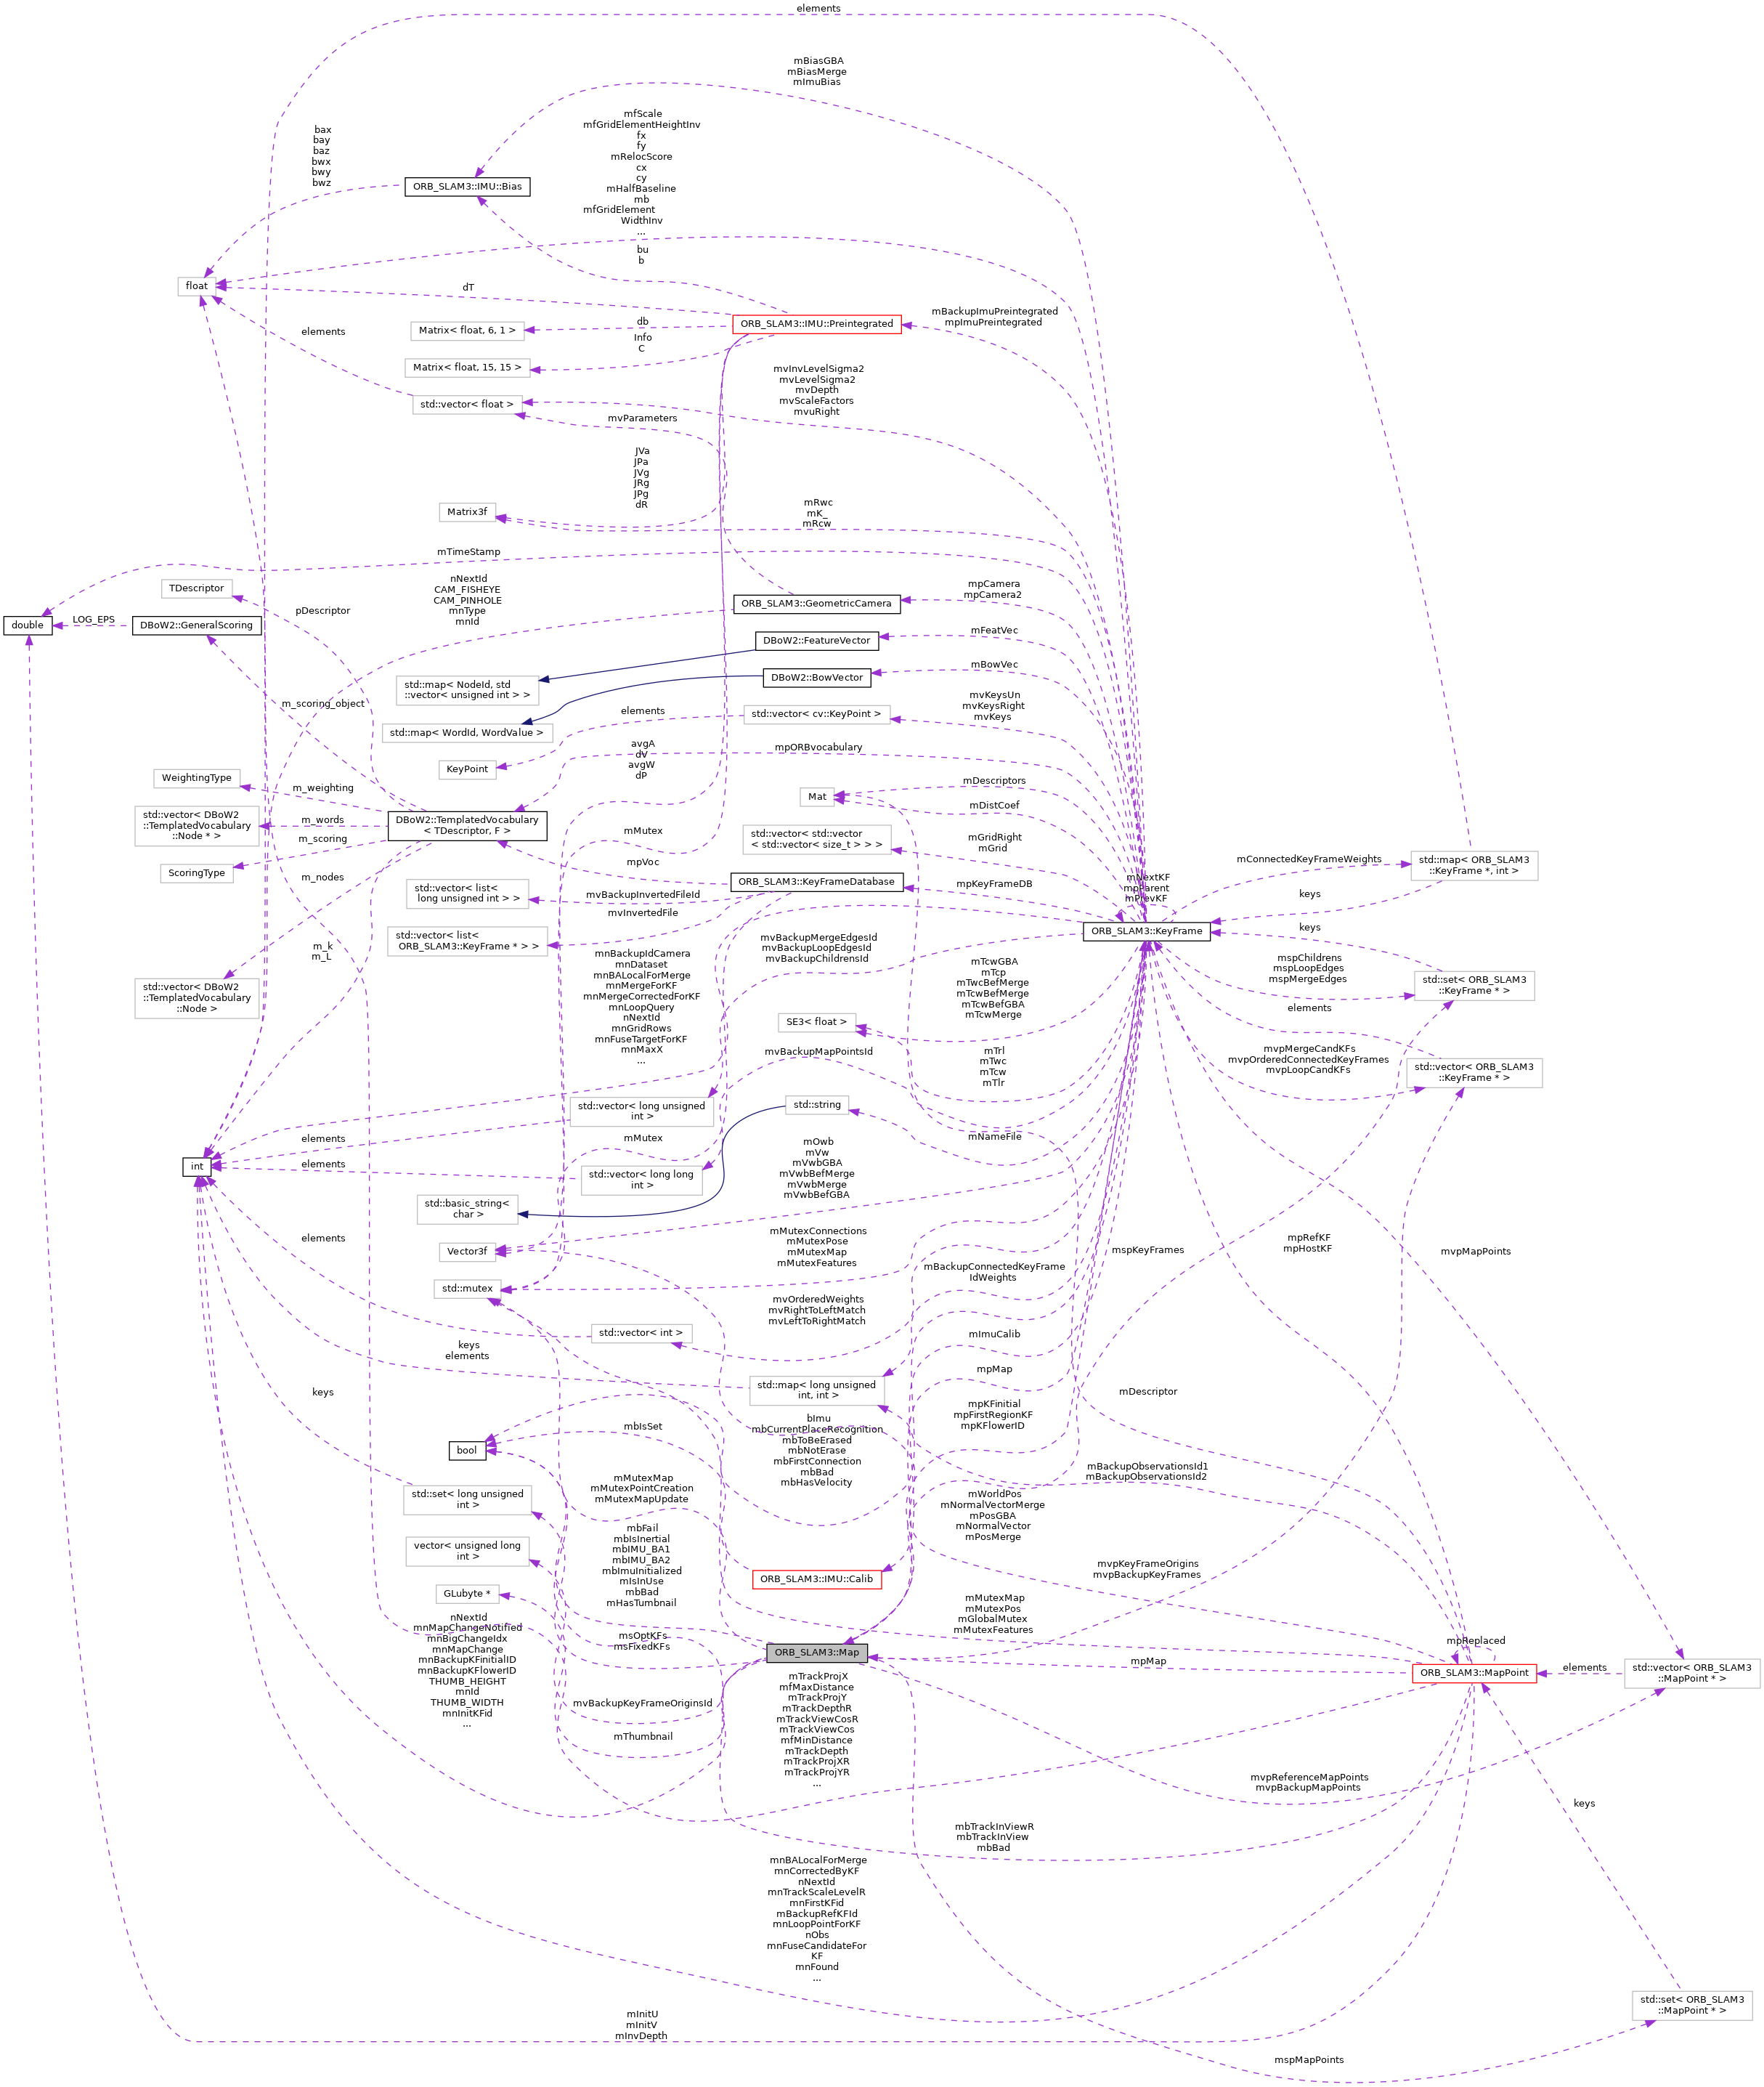 elements
mBiasGBA
mBiasMerge
mImuBias
mfScale
mfGridElementHeightInv
fx
fy
mRelocScore
cx
cy
mHalfBaseline
mb
mfGridElement
WidthInv
...
bax
bay
baz
bwx
bwy
bwz
ORB_SLAM3::IMU::Bias
bu
b
float
dT
ORB_SLAM3::IMU::Preintegrated
mBackupImuPreintegrated
mpImuPreintegrated
elements
Matrix< float, 6, 1 >
db
Info
C
Matrix< float, 15, 15 >
mvInvLevelSigma2
mvLevelSigma2
mvDepth
mvScaleFactors
mvuRight
std::vector< float >
mvParameters
JVa
JPa
JVg
JRg
JPg
dR
Matrix3f
mRwc
mK_
mRcw
mTimeStamp
TDescriptor
nNextId
CAM_FISHEYE
CAM_PINHOLE
mnType
mnId
pDescriptor
ORB_SLAM3::GeometricCamera
mpCamera
mpCamera2
double
LOG_EPS
DBoW2::GeneralScoring
DBoW2::FeatureVector
mFeatVec
DBoW2::BowVector
mBowVec
std::map< NodeId, std
::vector< unsigned int > >
m_scoring_object
elements
std::vector< cv::KeyPoint >
mvKeysUn
mvKeysRight
mvKeys
std::map< WordId, WordValue >
avgA
dV
avgW
dP
mpORBvocabulary
KeyPoint
WeightingType
m_weighting
Mat
mDescriptors
mDistCoef
std::vector< DBoW2
::TemplatedVocabulary
::Node * >
m_words
DBoW2::TemplatedVocabulary
< TDescriptor, F >
m_scoring
mMutex
std::vector< std::vector
< std::vector< size_t > > >
mGridRight
mGrid
mConnectedKeyFrameWeights
std::map< ORB_SLAM3
::KeyFrame *, int >
ScoringType
m_nodes
mpVoc
ORB_SLAM3::KeyFrameDatabase
mpKeyFrameDB
mNextKF
mpParent
mPrevKF
keys
std::vector< list<
long unsigned int > >
mvBackupInvertedFileId
mvInvertedFile
ORB_SLAM3::KeyFrame
keys
std::vector< list<
ORB_SLAM3::KeyFrame * > >
m_k
m_L
mnBackupIdCamera
mnDataset
mnBALocalForMerge
mnMergeForKF
mnMergeCorrectedForKF
mnLoopQuery
nNextId
mnGridRows
mnFuseTargetForKF
mnMaxX
...
mvBackupMergeEdgesId
mvBackupLoopEdgesId
mvBackupChildrensId
mTcwGBA
mTcp
mTwcBefMerge
mTcwBefMerge
mTcwBefGBA
mTcwMerge
mspChildrens
mspLoopEdges
mspMergeEdges
std::set< ORB_SLAM3
::KeyFrame * >
std::vector< DBoW2
::TemplatedVocabulary
::Node >
elements
SE3< float >
mvBackupMapPointsId
mTrl
mTwc
mTcw
mTlr
mvpMergeCandKFs
mvpOrderedConnectedKeyFrames
mvpLoopCandKFs
std::vector< ORB_SLAM3
::KeyFrame * >
std::vector< long unsigned
int >
std::string
mNameFile
elements
mMutex
int
elements
std::vector< long long
int >
mOwb
mVw
mVwbGBA
mVwbBefMerge
mVwbMerge
mVwbBefGBA
std::basic_string<
char >
elements
Vector3f
mMutexConnections
mMutexPose
mMutexMap
mMutexFeatures
mspKeyFrames
mpRefKF
mpHostKF
mvpMapPoints
mBackupConnectedKeyFrame
IdWeights
std::mutex
mvOrderedWeights
mvRightToLeftMatch
mvLeftToRightMatch
std::vector< int >
mImuCalib
keys
elements
mpMap
std::map< long unsigned
int, int >
keys
mDescriptor
mpKFinitial
mpFirstRegionKF
mpKFlowerID
bImu
mbCurrentPlaceRecognition
mbToBeErased
mbNotErase
mbFirstConnection
mbBad
mbHasVelocity
mbIsSet
bool
mBackupObservationsId1
mBackupObservationsId2
std::set< long unsigned
int >
mMutexMap
mMutexPointCreation
mMutexMapUpdate
mWorldPos
mNormalVectorMerge
mPosGBA
mNormalVector
mPosMerge
vector< unsigned long
int >
mbFail
mbIsInertial
mbIMU_BA1
mbIMU_BA2
mbImuInitialized
mIsInUse
mbBad
mHasTumbnail
ORB_SLAM3::IMU::Calib
mvpKeyFrameOrigins
mvpBackupKeyFrames
GLubyte *
mMutexMap
mMutexPos
mGlobalMutex
mMutexFeatures
nNextId
mnMapChangeNotified
mnBigChangeIdx
mnMapChange
mnBackupKFinitialID
mnBackupKFlowerID
THUMB_HEIGHT
mnId
THUMB_WIDTH
mnInitKFid
...
msOptKFs
msFixedKFs
ORB_SLAM3::Map
mpMap
mpReplaced
ORB_SLAM3::MapPoint
elements
std::vector< ORB_SLAM3
::MapPoint * >
mvBackupKeyFrameOriginsId
mThumbnail
mTrackProjX
mfMaxDistance
mTrackProjY
mTrackDepthR
mTrackViewCosR
mTrackViewCos
mfMinDistance
mTrackDepth
mTrackProjXR
mTrackProjYR
...
mvpReferenceMapPoints
mvpBackupMapPoints
keys
mbTrackInViewR
mbTrackInView
mbBad
mnBALocalForMerge
mnCorrectedByKF
nNextId
mnTrackScaleLevelR
mnFirstKFid
mBackupRefKFId
mnLoopPointForKF
nObs
mnFuseCandidateFor
KF
mnFound
...
std::set< ORB_SLAM3
::MapPoint * >
mInitU
mInitV
mInvDepth
mspMapPoints